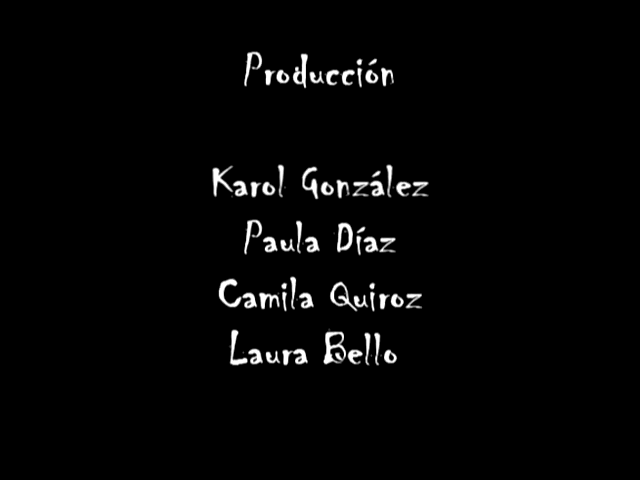 Producción
Karol González
Paula Díaz
Camila Quiroz
Laura Bello